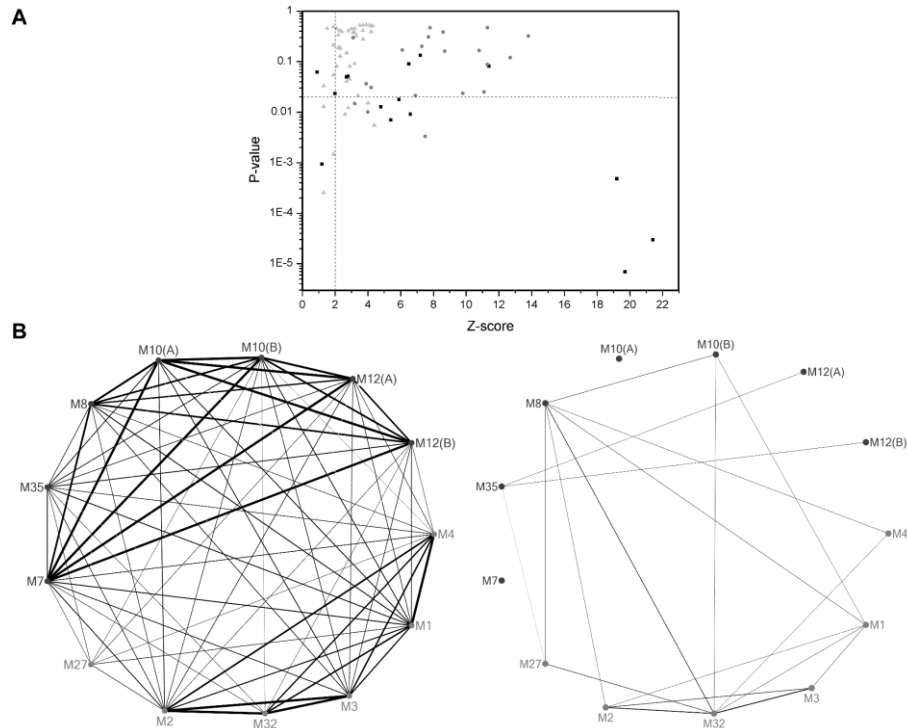 A
1
0.1
0.01
1E-3
1E-4
1E-5
P-value
0 2 4 6 8 10 12 14 16 18 20 22
Z-score
B
M10(A)
M10(B)
M12(A)
M12(B)
M8
M35
M7
M4
M1
M27
M2
M32
M3
M10(A)
M10(B)
M12(A)
M12(B)
M8
M35
M7
M4
M1
M27
M2
M32
M3